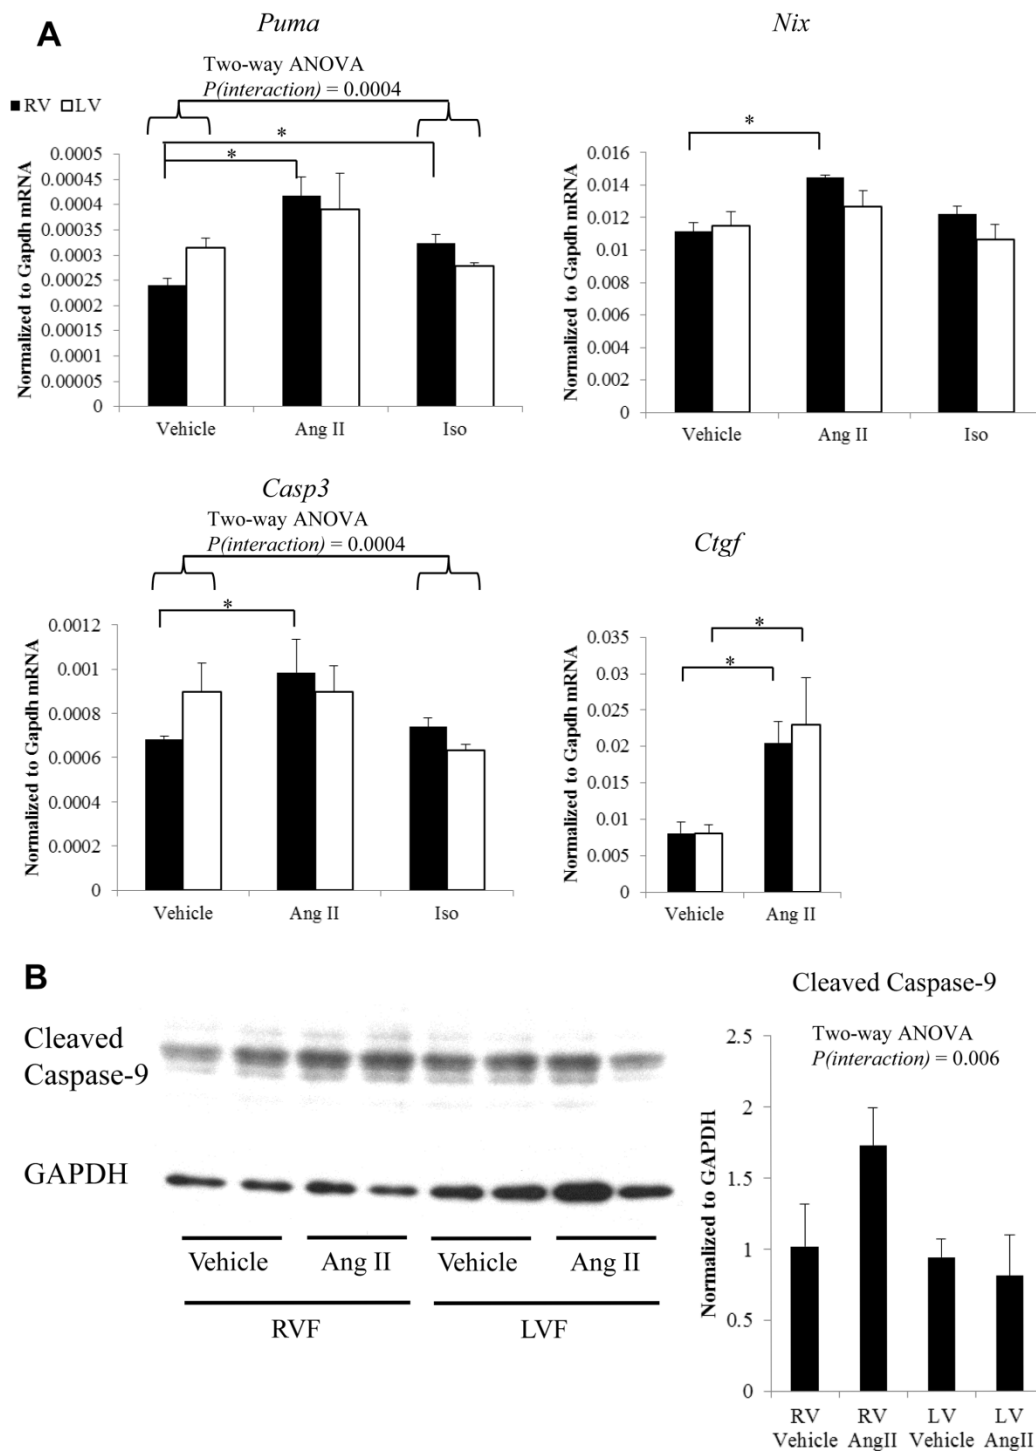 A
Puma
Two-way ANOVA
P(interaction) = 0.0004
RV LV
*
*
Normalized to Gapdh mRNA
0.0005
0.00045
0.0004
0.00035
0.0003
0.00025
0.0002
0.00015
0.0001
0.00005
0
Vehicle Ang II Iso
Nix
*
Normalized to Gapdh mRNA
0.016
0.014
0.012
0.01
0.008
0.006
0.004
0.002
0
Vehicle Ang II Iso
Casp3
Two-way ANOVA
P(interaction) = 0.0004
*
Normalized to Gapdh mRNA
0.0012
0.001
0.0008
0.0006
0.0004
0.0002
0
Vehicle Ang II Iso
Ctgf
*
*
Normalized to Gapdh mRNA
0.035
0.03
0.025
0.02
0.015
0.01
0.005
0
Vehicle Ang II
B
Cleaved
Caspase-9
GAPDH
Vehicle Ang II Vehicle Ang II
RVF LVF
Cleaved Caspase-9
Two-way ANOVA
P(interaction) = 0.006
Normalized to GAPDH
2.5
2
1.5
1
0.5
0
RV RV LV LV
Vehicle AngII Vehicle AngII